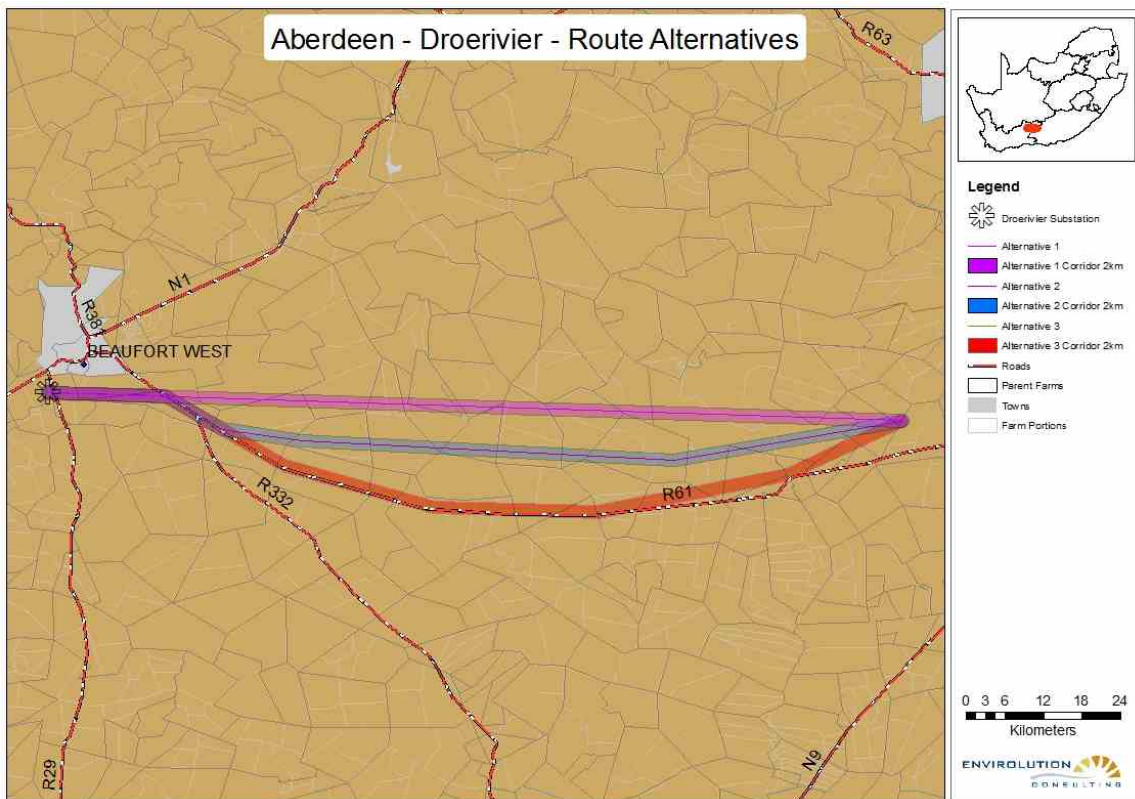 Aberdeen - Droerivier - Route Alternatives
R63
N1
R381
BEAUFORT WEST
R61
R332
R29
N9
Legend
Droerivier Substation
Alternative 1
Alternative 1 Corridor 2km
Alternative 2
Alternative 2 Corridor 2km
Alternative 3
Alternative 3 Corridor 2km
Roads
Parent Farms
Towns
Farm Portions
0 3 6 12 18 24
Kilometers
ENVIROLUTION
CONSULTING